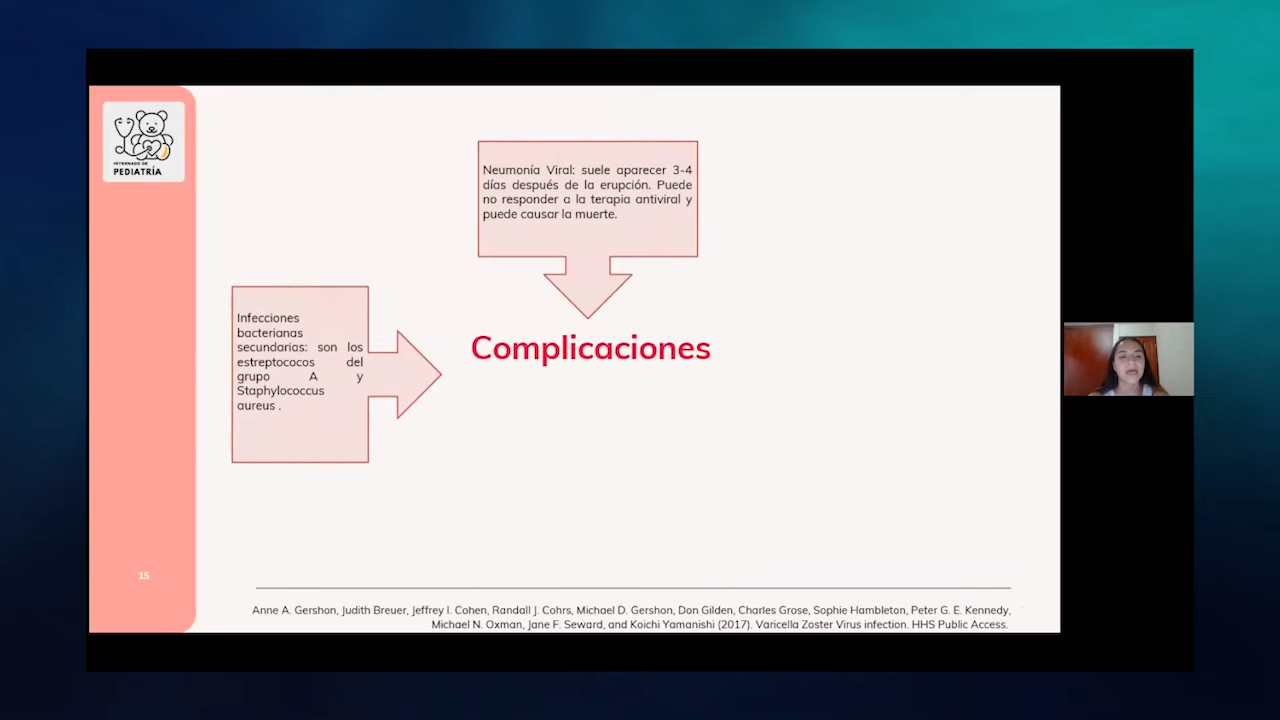 INTERNADO DE
PEDIATRÍA
Neumonía Viral: suele aparecer 3-4
días después de la erupción. Puede
no responder a la terapia antiviral y
puede causar la muerte.
Infecciones
bacterianas
secundarias: son los
estreptococos del
grupo A y
Staphylococcus
aureus .
Complicaciones
15
Anne A. Gershon, Judith Breuer, Jeffrey I. Cohen, Randall J. Cohrs, Michael D. Gershon, Don Gilden, Charles Grose, Sophie Hambleton, Peter G. E. Kennedy,
Michael N. Oxman, Jane F. Seward, and Koichi Yamanishi (2017). Varicella Zoster Virus infection. HHS Public Access.